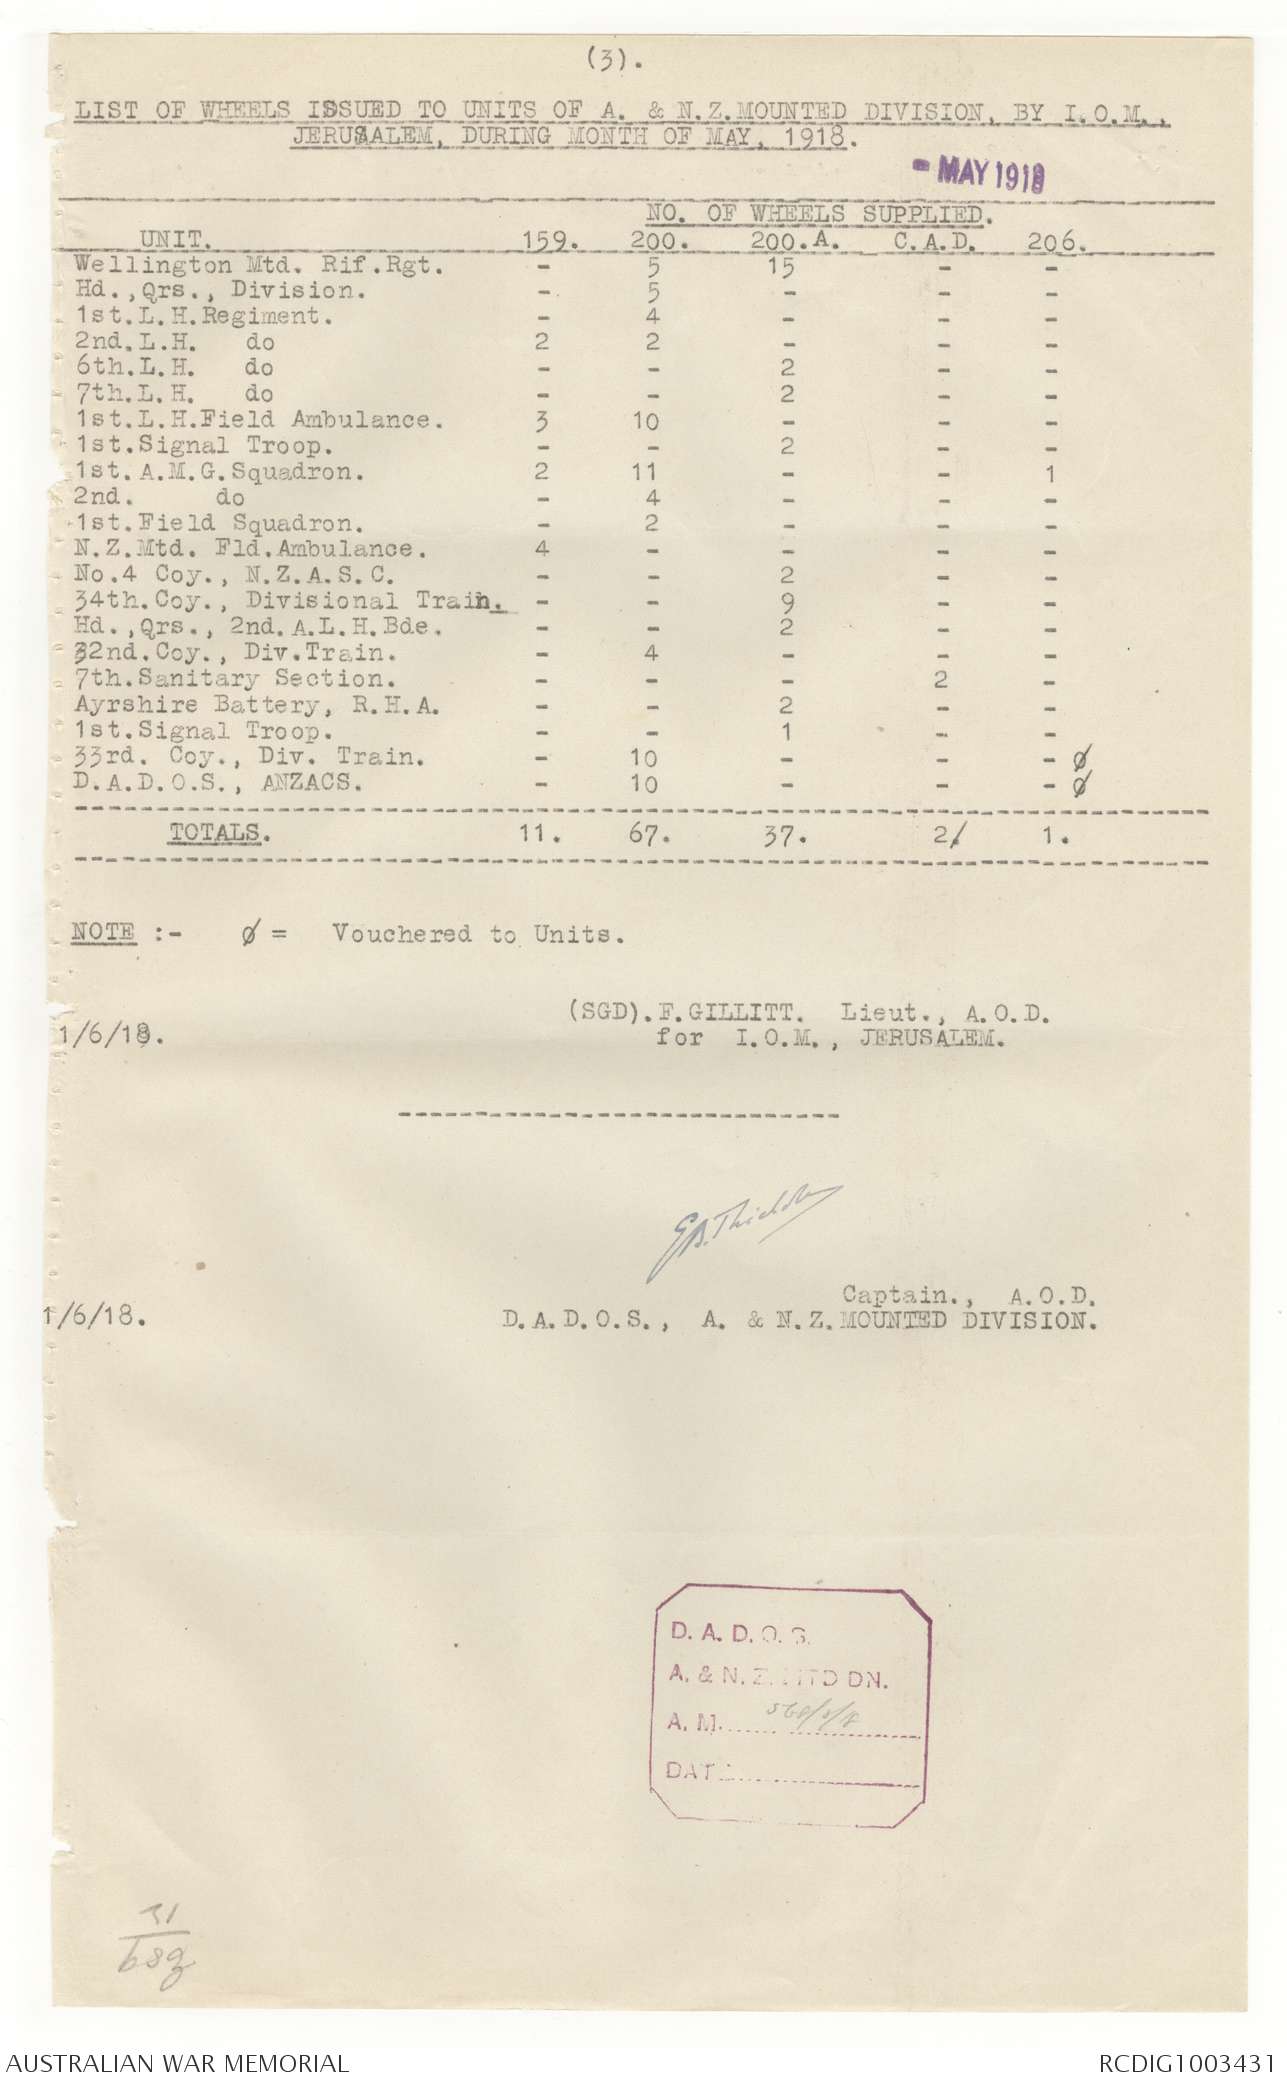 (3).
LIST OF WHEELS ISSUED TO UNITS OF A. & N.Z.MOUNTED DIVISION, BY I.O.M.,
JERUSALEM, DURING MONTH OF MAY, 1918.
- MAY 1918
NO. OF WHEELS SUPPLIED.
UNIT. 159. 200. 200.A. C.A.D. 206.
Wellington Mtd. Rif.Rgt. - 5 15 - -
Hd.,Qrs., Division. - 5 - - -
1st.L.H.Regiment. - 4 - - -
2nd.L.H. do 2 2 - - -
6th.L.H. do - - 2 - -
7th.L.H. do - - 2 - -
1st.L.H.Field Ambulance. 3 10 - - -
1st.Signal Troop. - - 2 - -
1st.A.M.G.Squadron. 2 11 - - 1
2nd. do - 4 - - -
1st.Field Squadron. - 2 - - -
N.Z.Mtd. Fld.Ambulance. 4 - - - -
No.4 Coy., N.Z.A.S.C. - - 2 - -
34th.Coy., Divisional Train. - - 9 - -
Hd.,Qrs., 2nd.A.L.H.Bde. - - 2 - -
32nd.Coy., Div.Train. - 4 - - -
7th.Sanitary Section. - - - 2 -
Ayrshire Battery, R.H.A. - - 2 - -
1st.Signal Troop. - - 1 - -
33rd. Coy., Div. Train. - 10 - - - ø
D.A.D.O.S., ANZACS. - 10 - - - ø
TOTALS. 11. 67. 37. 2/ 1.
NOTE :- ø = Vouchered to Units.
(SGD).F.GILLITT. Lieut., A.O.D.
1/6/18. for I.O.M., JERUSALEM.
Captain., A.O.D.
1/6/18. D.A.D.O.S., A. & N.Z.MOUNTED DIVISION.
D. A. D. O. S.
A. & N. Z. MTD DN.
A. M.
DAT
31
AUSTRALIAN WAR MEMORIAL RCDIG1003431